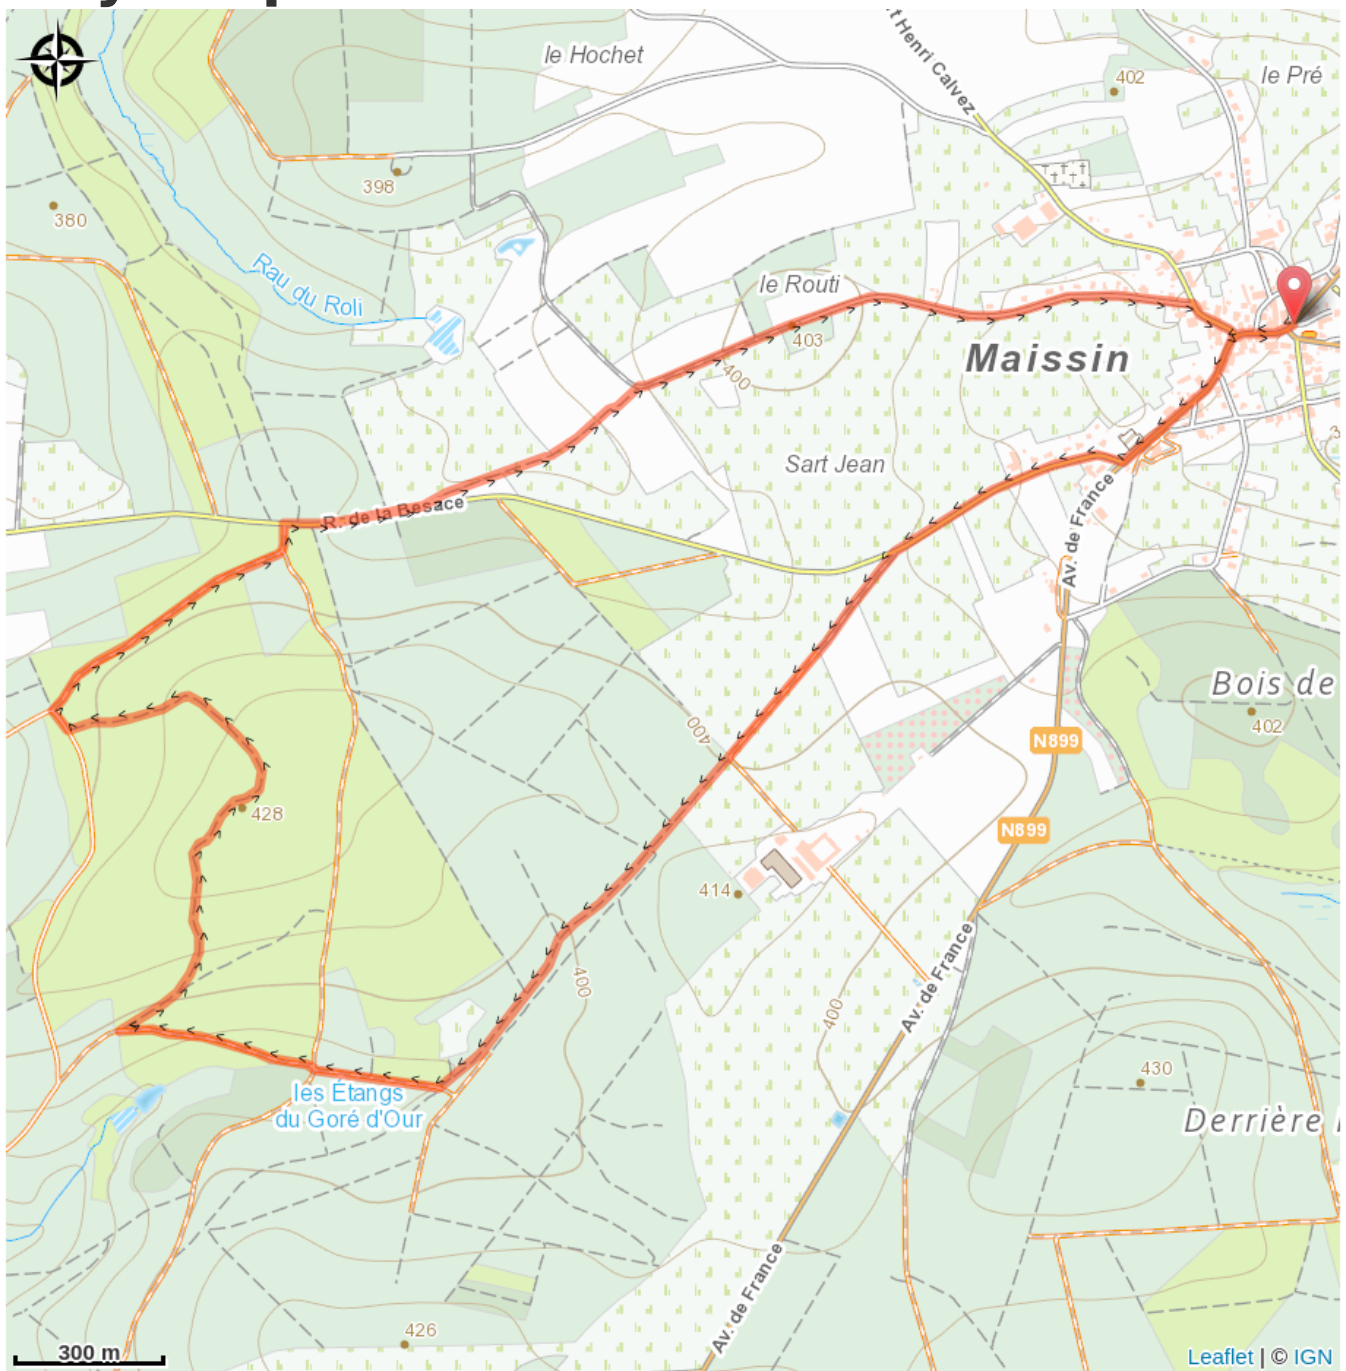 le Hochet
t Henri Calvez
402
le Pré
398
380
Rau du Roli
le Routi
403
400
Maissin
Sart Jean
R. de la Besace
Av. de France
3
Bois de
402
400
N899
428
N899
414
400
Av. de France
400
430
les Étangs
du Goré d'Our
Derrière
Av. de France
426
300 m
Leaflet | © IGN